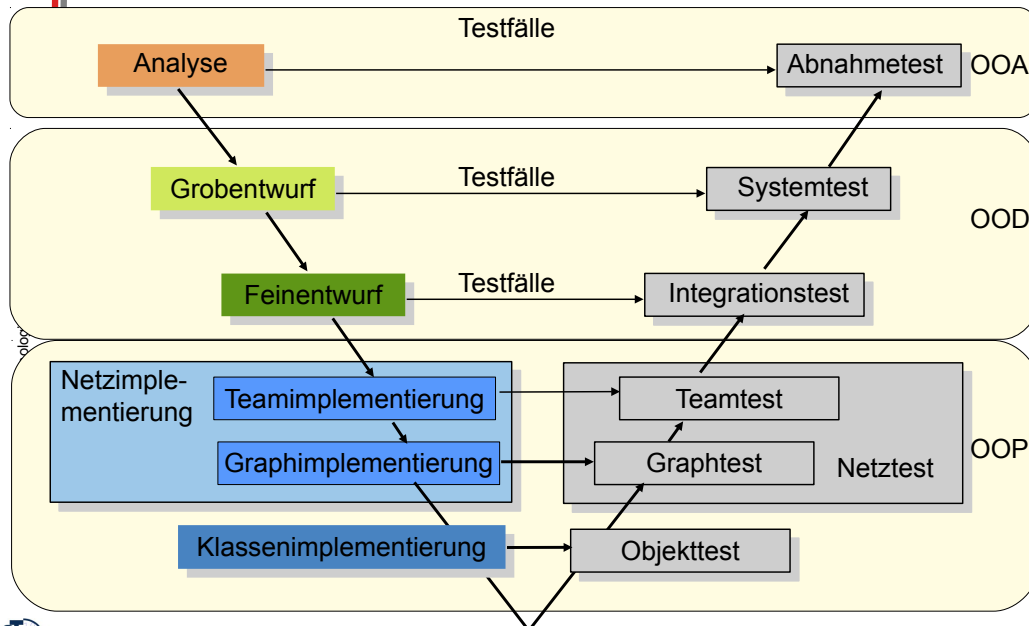 Testfälle
Analyse
Abnahmetest
OOA
Grobentwurf
Testfälle
Systemtest
OOD
Feinentwurf
Testfälle
Integrationstest
Netzimple-
mentierung
Teamimplementierung
Teamtest
Graphimplementierung
Graphtest
Netztest
OOP
Klassenimplementierung
Objekttest